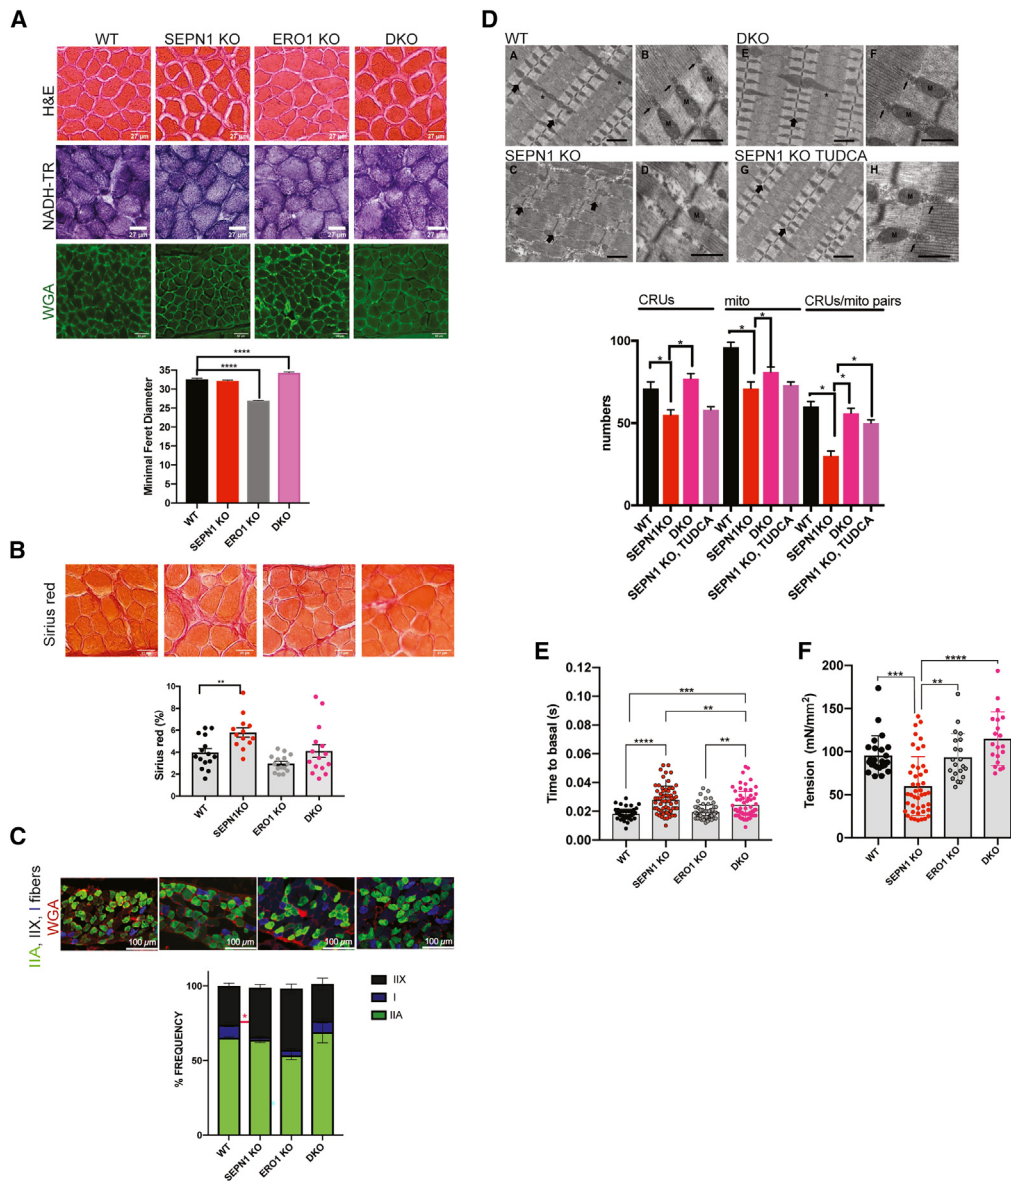 A
WT
SEPN1 KO
ERO1 KO
DKO
H&E
27 µm
27 µm
27 µm
27 µm
NADH-TR
27 µm
27 µm
27 µm
27 µm
WGA
****
****
Minimal Feret Diameter
35
30
25
20
15
10
5
0
WT
SEPN1 KO
ERO1 KO
DKO
B
Sirius red
**
Sirius red (%)
10
8
6
4
2
0
WT
SEPN1KO
ERO1 KO
DKO
C
IIA, IIX, I fibers
WGA
100 µm
100 µm
100 µm
100 µm
% FREQUENCY
100
50
0
*
IIX
I
IIA
WT
SEPN1 KO
ERO1 KO
DKO
D
WT
DKO
A
B
E
F
*
*
M
M
*
M
M
SEPN1 KO
SEPN1 KO TUDCA
C
D
G
H
M
M
M
M
CRUs
mito
CRUs/mito pairs
* * * * * * *
numbers
100
50
0
WT
SEPN1KO
DKO
SEPN1 KO, TUDCA
WT
SEPN1KO
DKO
SEPN1 KO, TUDCA
WT
SEPN1KO
DKO
SEPN1 KO, TUDCA
E
Time to basal (s)
0.12
0.10
0.08
0.06
0.04
0.02
0.00
***
**
****
**
WT
SEPN1 KO
ERO1 KO
DKO
F
Tension (mN/mm²)
200
150
100
50
0
****
***
**
WT
SEPN1 KO
ERO1 KO
DKO